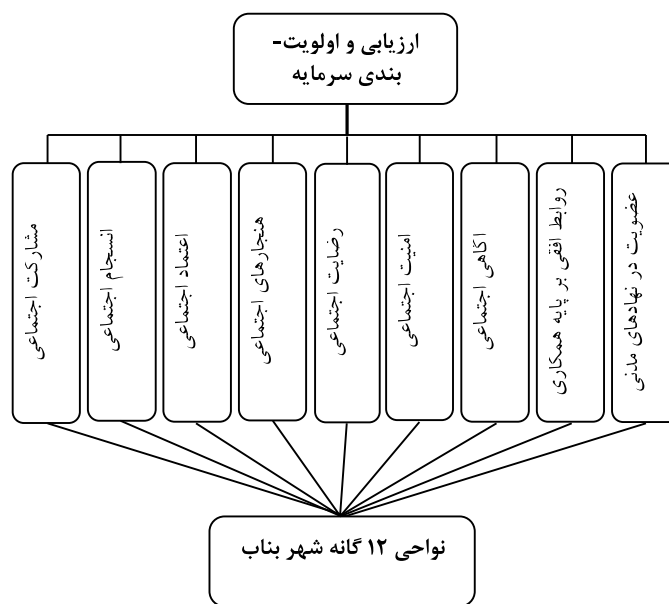 ارزیابی و اولویت-
بندی سرمایه
عضویت در نهادهای مدنی
روابط افقی بر پایه همکاری
اگاهی اجتماعی
امنیت اجتماعی
رضایت اجتماعی
هنجارهای اجتماعی
اعتماد اجتماعی
انسجام اجتماعی
مشارکت اجتماعی
نواحی ۱۲ گانه شهر بناب